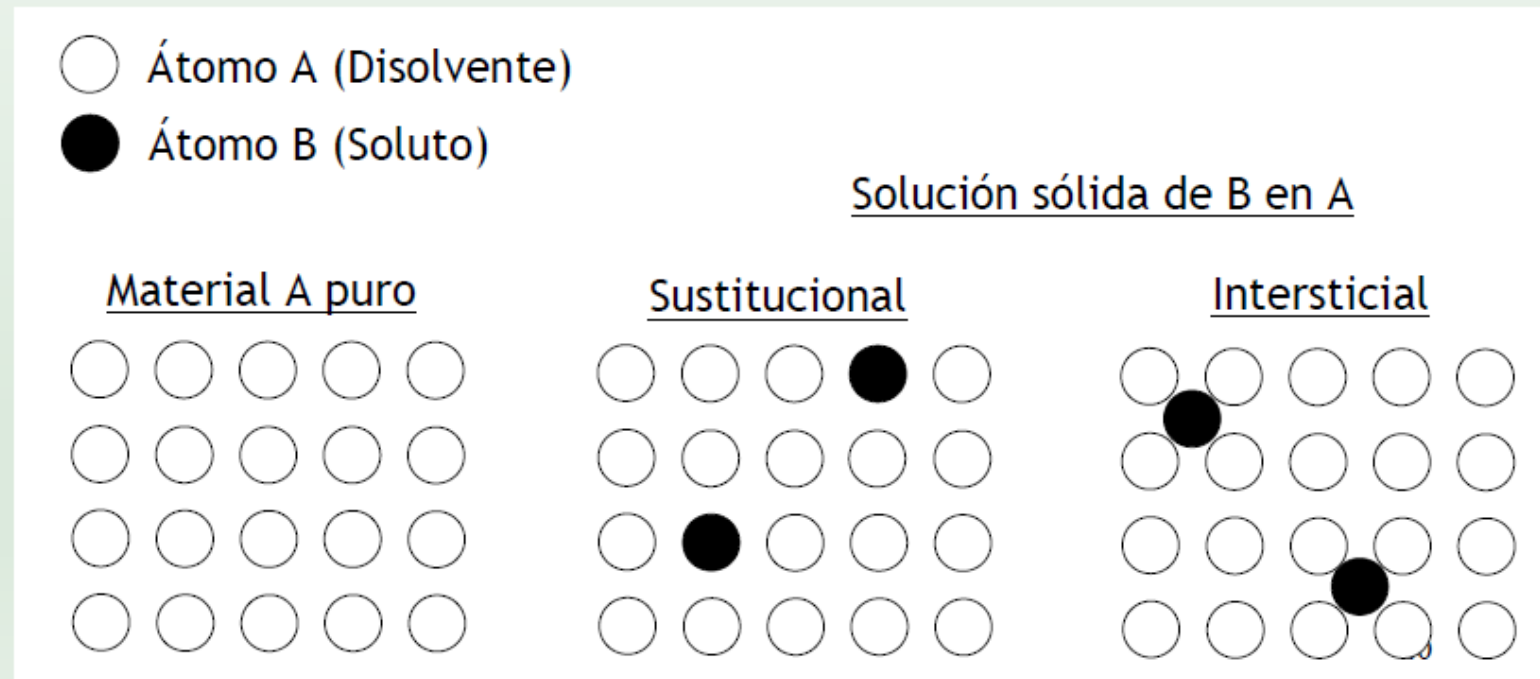 Átomo A (Disolvente)
Átomo B (Soluto)
Solución sólida de B en A
Material A puro
Sustitucional
Intersticial